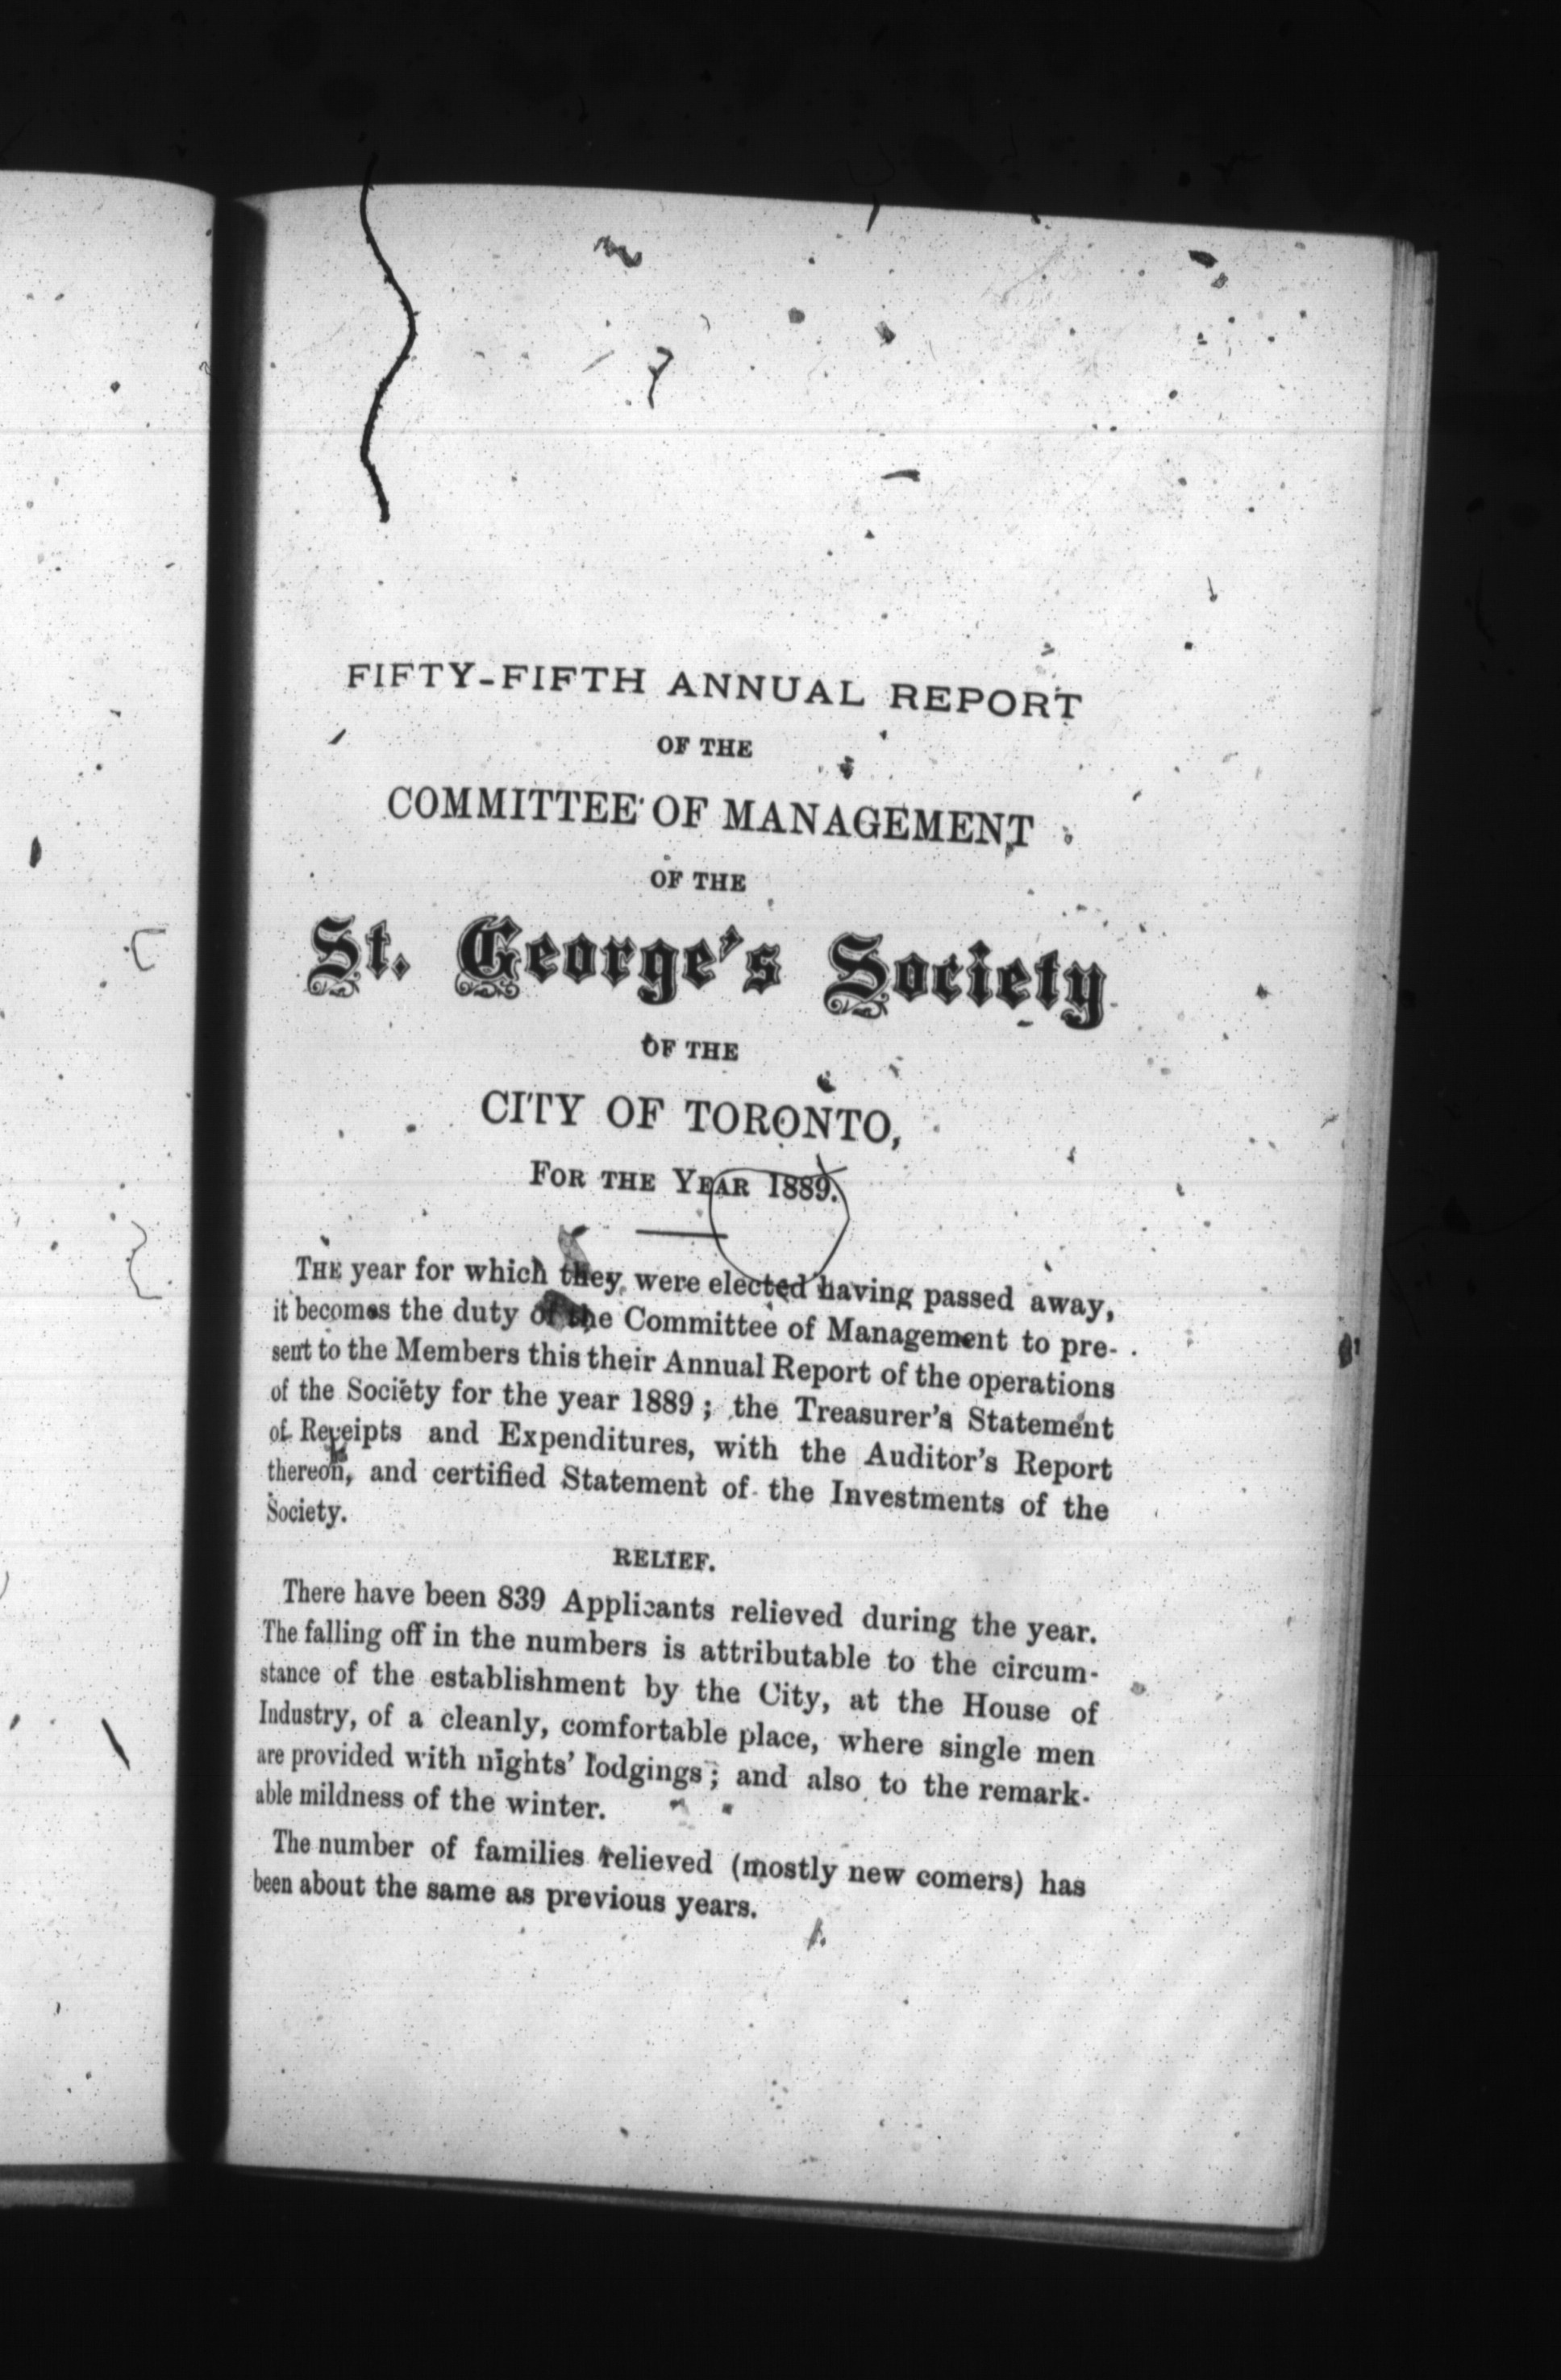 FIFTY-FIFTH ANNUAL REPORT
OF THE
COMMITTEE OF MANAGEMENT
OF THE
St. George's Society
OF THE
CITY OF TORONTO,
FOR THE YEAR 1889.
THE year for which they were elected having passed away,
it becomes the duty of the Committee of Management to pre-
sent to the Members this their Annual Report of the operations
of the Society for the year 1889; the Treasurer's Statement
of Receipts and Expenditures, with the Auditor's Report
thereon, and certified Statement of the Investments of the
Society.
RELIEF.
There have been 839 Applicants relieved during the year.
The falling off in the numbers is attributable to the circum-
stance of the establishment by the City, at the House of
Industry, of a cleanly, comfortable place, where single men
are provided with nights' lodgings; and also to the remark-
able mildness of the winter.
The number of families relieved (mostly new comers) has
been about the same as previous years.